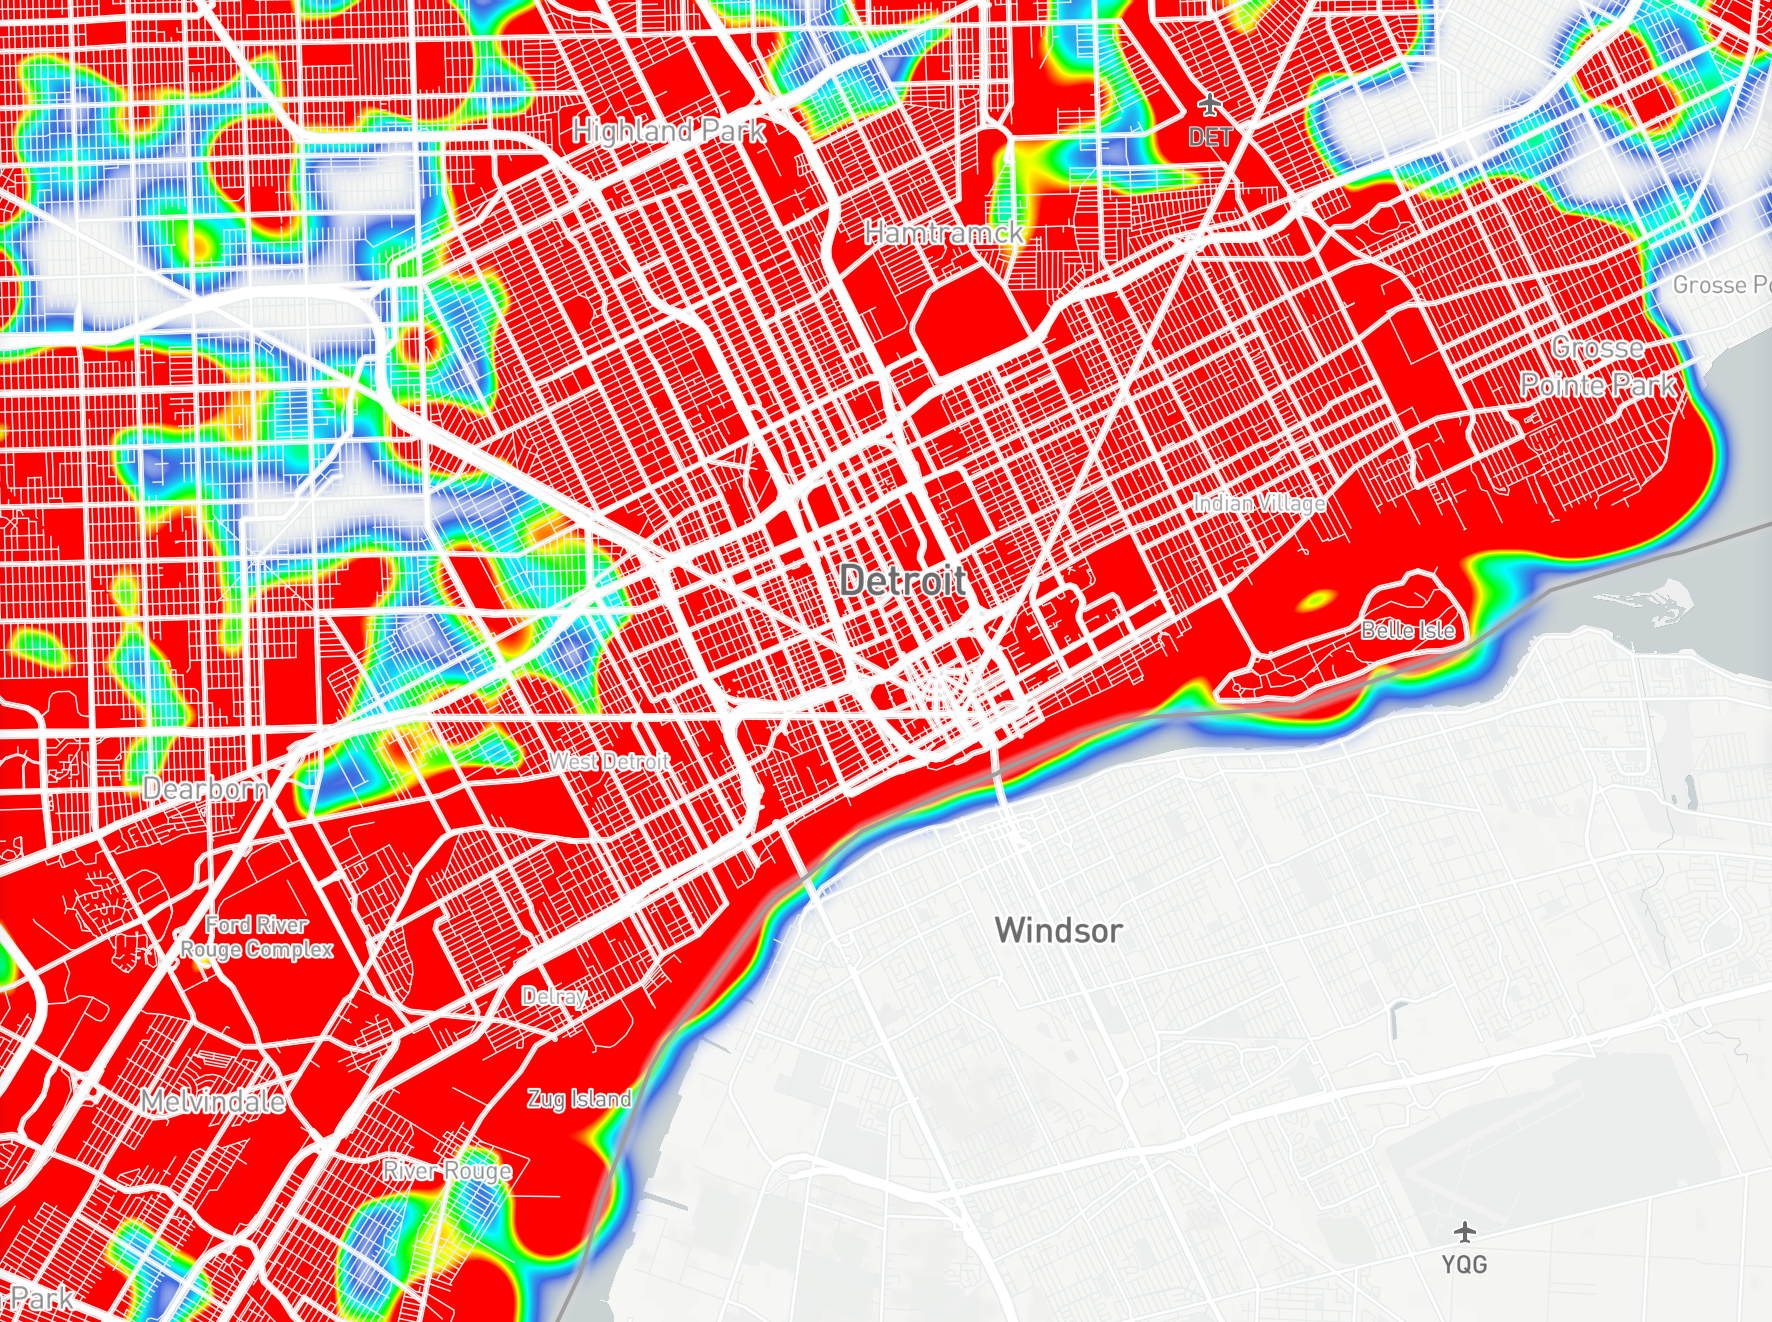 Highland Park
DET
Hamtramck
Grosse Po
Grosse
Pointe Park
Indian Village
Detroit
Belle Isle
West Detroit
Dearborn
Ford River
Rouge Complex
Windsor
Delray
Zug Island
Melvindale
River Rouge
YQG
Park